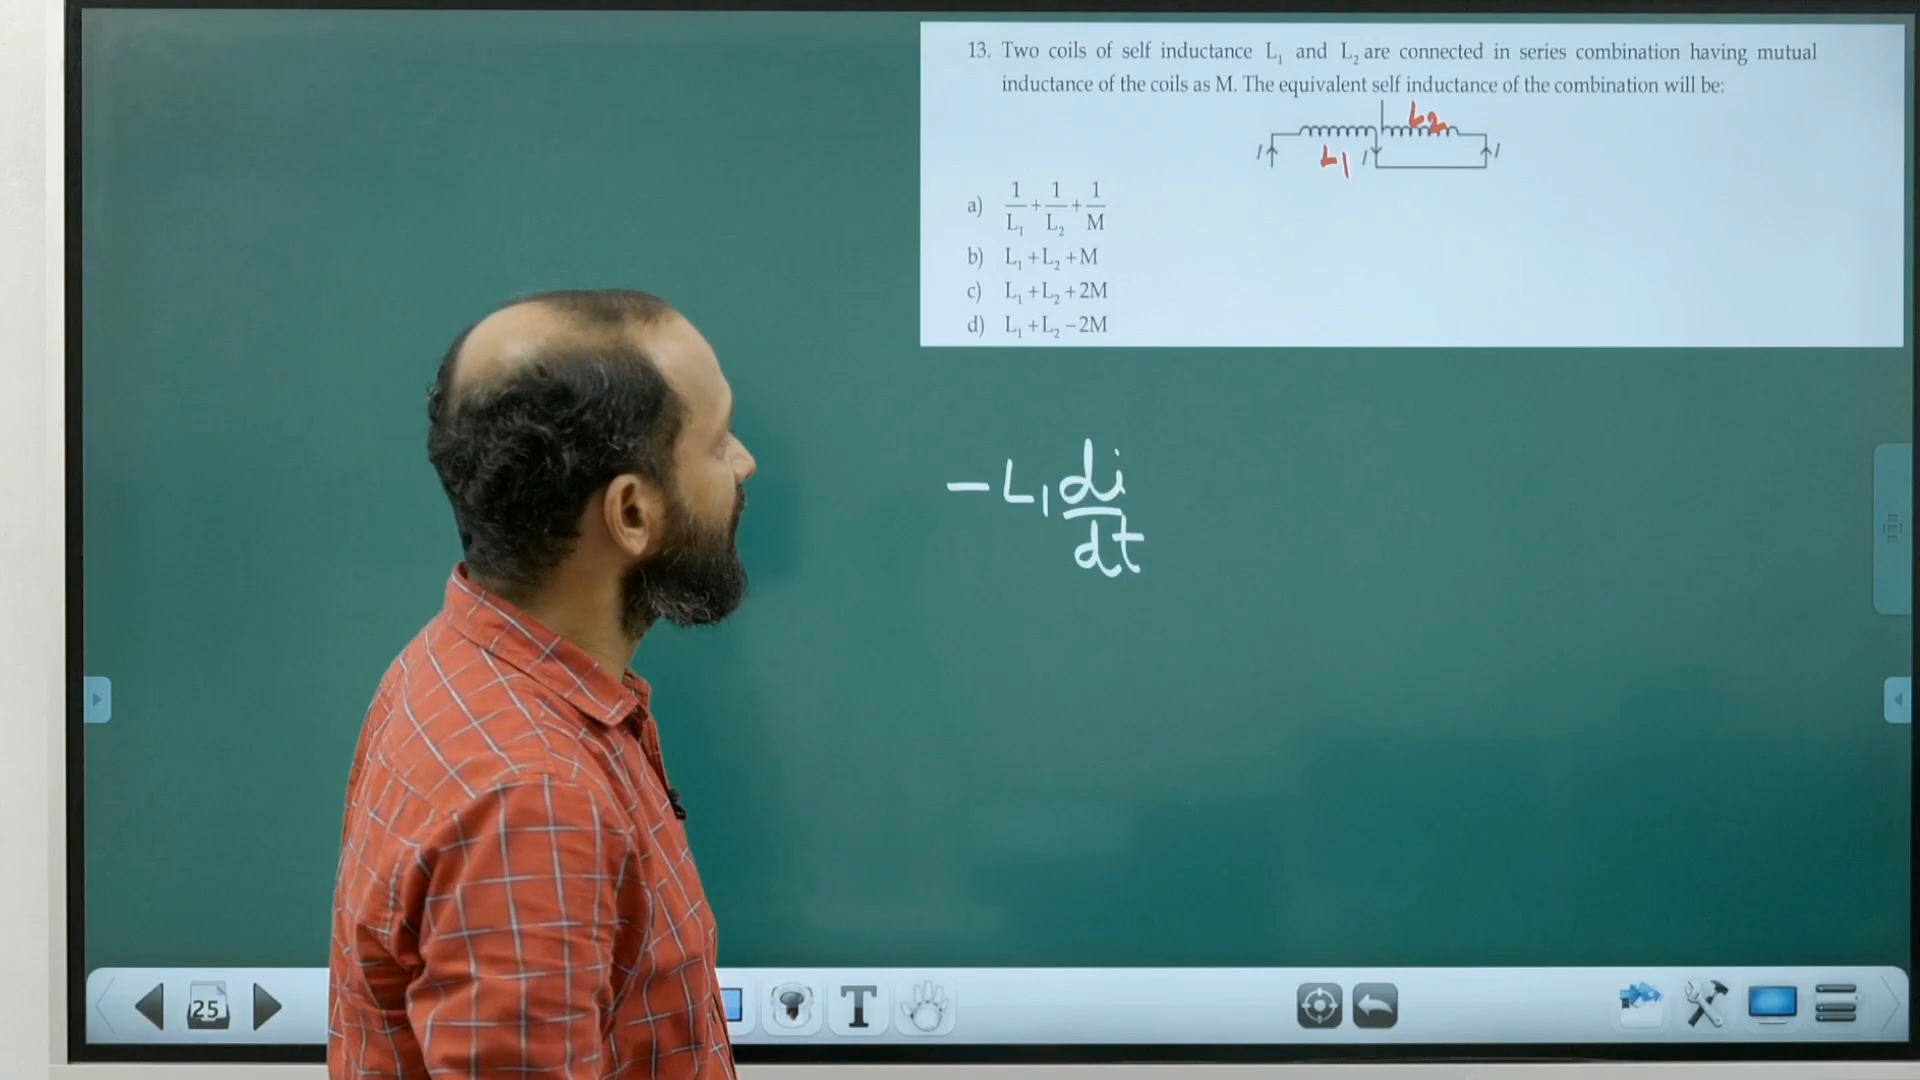 13. Two coils of self inductance L₁ and L₂ are connected in series combination having mutual
inductance of the coils as M. The equivalent self inductance of the combination will be:
L2
I L1 I I
a) 1/L₁ + 1/L₂ + 1/M
b) L₁ + L₂ + M
c) L₁ + L₂ + 2M
d) L₁ + L₂ − 2M
− L₁ di/dt
25 T